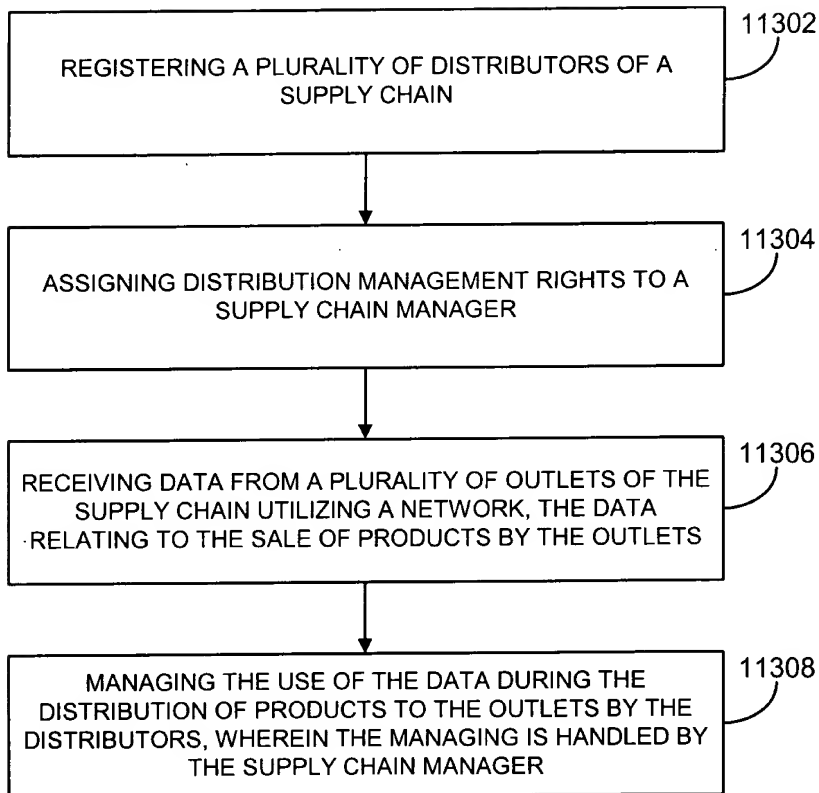 11302
REGISTERING A PLURALITY OF DISTRIBUTORS OF A
SUPPLY CHAIN
11304
ASSIGNING DISTRIBUTION MANAGEMENT RIGHTS TO A
SUPPLY CHAIN MANAGER
11306
RECEIVING DATA FROM A PLURALITY OF OUTLETS OF THE
SUPPLY CHAIN UTILIZING A NETWORK, THE DATA
RELATING TO THE SALE OF PRODUCTS BY THE OUTLETS
11308
MANAGING THE USE OF THE DATA DURING THE
DISTRIBUTION OF PRODUCTS TO THE OUTLETS BY THE
DISTRIBUTORS, WHEREIN THE MANAGING IS HANDLED BY
THE SUPPLY CHAIN MANAGER